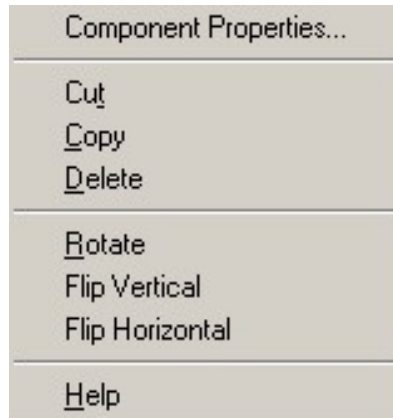 Component Properties...
Cut
Copy
Delete
Rotate
Flip Vertical
Flip Horizontal
Help